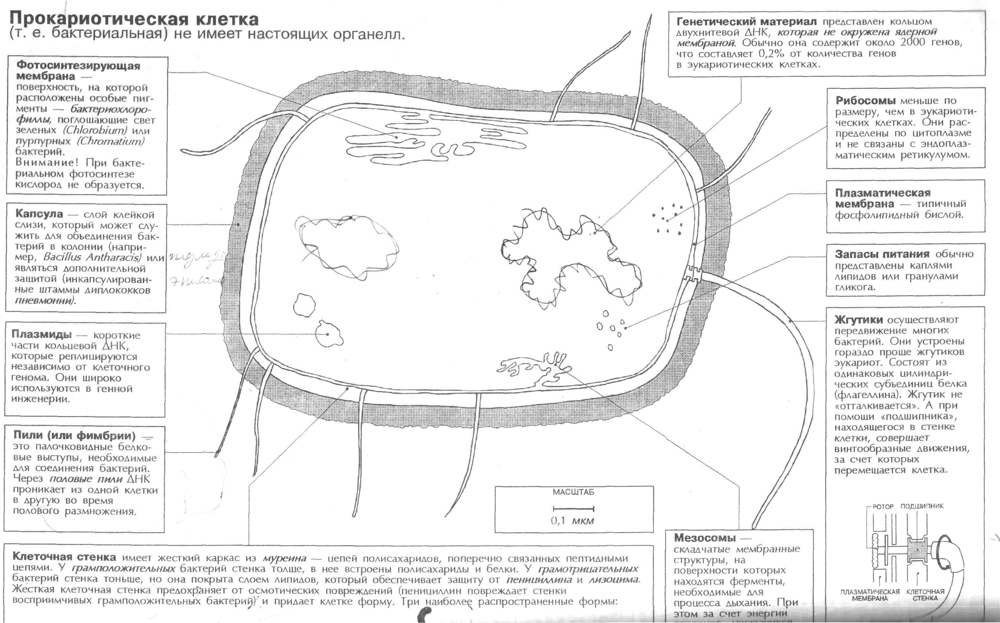 Прокариотическая клетка
(т. е. бактериальная) не имеет настоящих органелл.
Фотосинтезирующая
мембрана —
поверхность, на которой
расположены особые пиг-
менты — бактериохлоро-
филлы, поглощающие свет
зеленых (Chlorobium) или
пурпурных (Chromatium)
бактерий.
Внимание! При бакте-
риальном фотосинтезе
кислород не образуется.
Капсула — слой клейкой
слизи, который может слу-
жить для обьединения бак-
терий в колонии (напри-
мер, Bacillus Antharacis) или
являться дополнительной
защитой (инкапсулирован-
ные штаммы диплококков
пневмонии).
Плазмиды — короткие
части кольцевой ДНК,
которые реплицируются
независимо от клеточного
генома. Они широко
используются в генной
инженерии.
Пили (или фимбрии) —
это палочковидные белко-
вые выступы, необходимые
для соединения бактерий.
Через половые пили ДНК
проникает из одной клетки
в другую во время
полового размножения.
Клеточная стенка имеет жесткий каркас из муреина — цепей полисахаридов, поперечно связанных пептидными
цепями. У грамположительных бактерий стенка толще, в нее встроены полисахариды и белки. У грамотрицательных
бактерий стенка тоньше, но она покрыта слоем липидов, который обеспечивает защиту от пенициллина и лизоцима.
Жесткая клеточная стенка предохраняет от осмотических повреждений (пенициллин повреждает стенки
восприимчивых грамположительных бактерий) и придает клетке форму. Три наиболее распространенные формы:
МАСШТАБ
0,1 мкм
Мезосомы —
складчатые мембранные
структуры, на
поверхности которых
находятся ферменты,
необходимые для
процесса дыхания. При
этом за счет энергии
Генетический материал представлен кольцом
двухнитевой ДНК, которая не окружена ядерной
мембраной. Обычно она содержит около 2000 генов,
что составляет 0,2% от количества генов
в эукариотических клетках.
Рибосомы меньше по
размеру, чем в эукариоти-
ческих клетках. Они рас-
пределены по цитоплазме
и не связаны с эндоплаз-
матическим ретикулумом.
Плазматическая
мембрана — типичный
фосфолипидный бислой.
Запасы питания обычно
представлены каплями
липидов или гранулами
гликога.
Жгутики осуществляют
передвижение многих
бактерий. Они устроены
гораздо проще жгутиков
эукариот. Состоят из
одинаковых цилиндри-
ческих субьединиц белка
(флагеллина). Жгутик не
«отталкивается». А при
помощи «подшипника»,
находящегося в стенке
клетки, совершает
винтообразные движения,
за счет которых
перемещается клетка.
РОТОР ПОДШИПНИК
ПЛАЗМАТИЧЕСКАЯ КЛЕТОЧНАЯ
МЕМБРАНА СТЕНКА